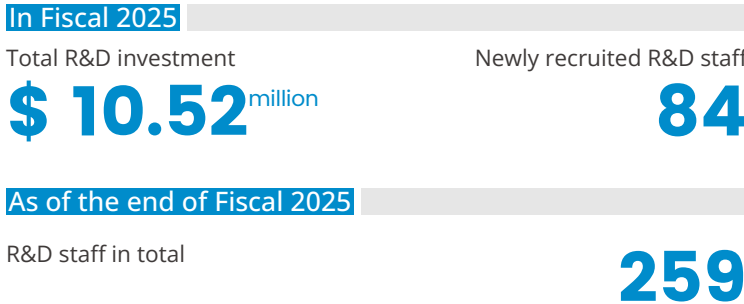 In Fiscal 2025
Total R&D investment
Newly recruited R&D staff
$ 10.52 million
84
As of the end of Fiscal 2025
R&D staff in total
259